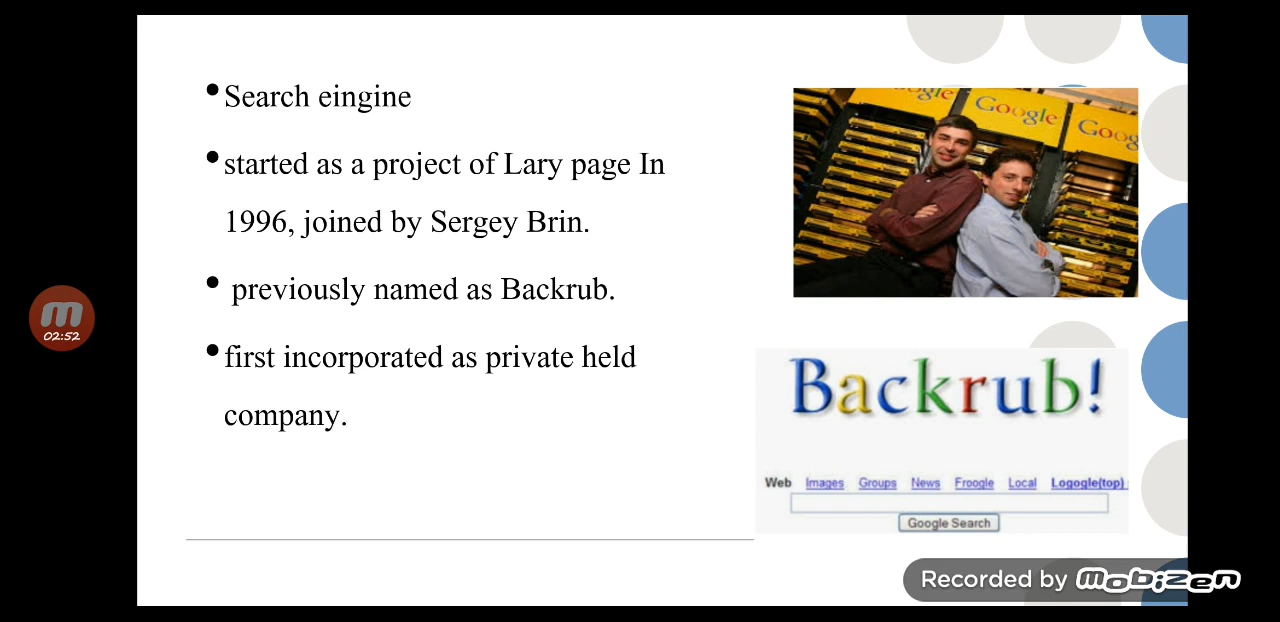 • Search eingine
• started as a project of Lary page In
1996, joined by Sergey Brin.
• previously named as Backrub.
• first incorporated as private held
company.
Google
Backrub!
Web Images Groups News Froogle Local Logogle(top)
Google Search
02:52
Recorded by mobizen